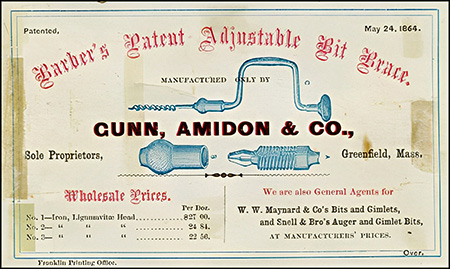 Patented, May 24, 1864.
Barber's Patent Adjustable Bit Brace.
MANUFACTURED ONLY BY
C
GUNN, AMIDON & CO.,
Sole Proprietors, Greenfield, Mass.
B A
Wholesale Prices.
Per Doz.
No. 1—Iron, Lignumvite Head........$27 00.
No. 2— " " " ........ 24 84.
No. 3— " " " ........ 22 56.
We are also General Agents for
W. W. Maynard & Co's Bits and Gimlets,
and Snell & Bro's Auger and Gimlet Bits,
AT MANUFACTURERS' PRICES.
Over.
Franklin Printing Office.